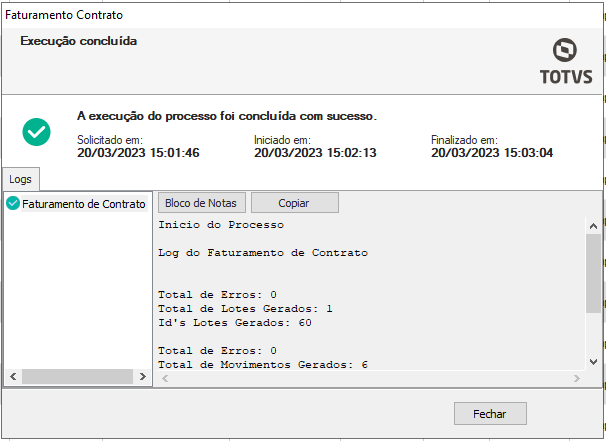 Faturamento Contrato
Execução concluída
TOTVS
A execução do processo foi concluída com sucesso.
Solicitado em: Iniciado em: Finalizado em:
20/03/2023 15:01:46 20/03/2023 15:02:13 20/03/2023 15:03:04
Logs
Faturamento de Contrato
Bloco de Notas Copiar
Inicio do Processo
Log do Faturamento de Contrato
Total de Erros: 0
Total de Lotes Gerados: 1
Id's Lotes Gerados: 60
Total de Erros: 0
Total de Movimentos Gerados: 6
Fechar